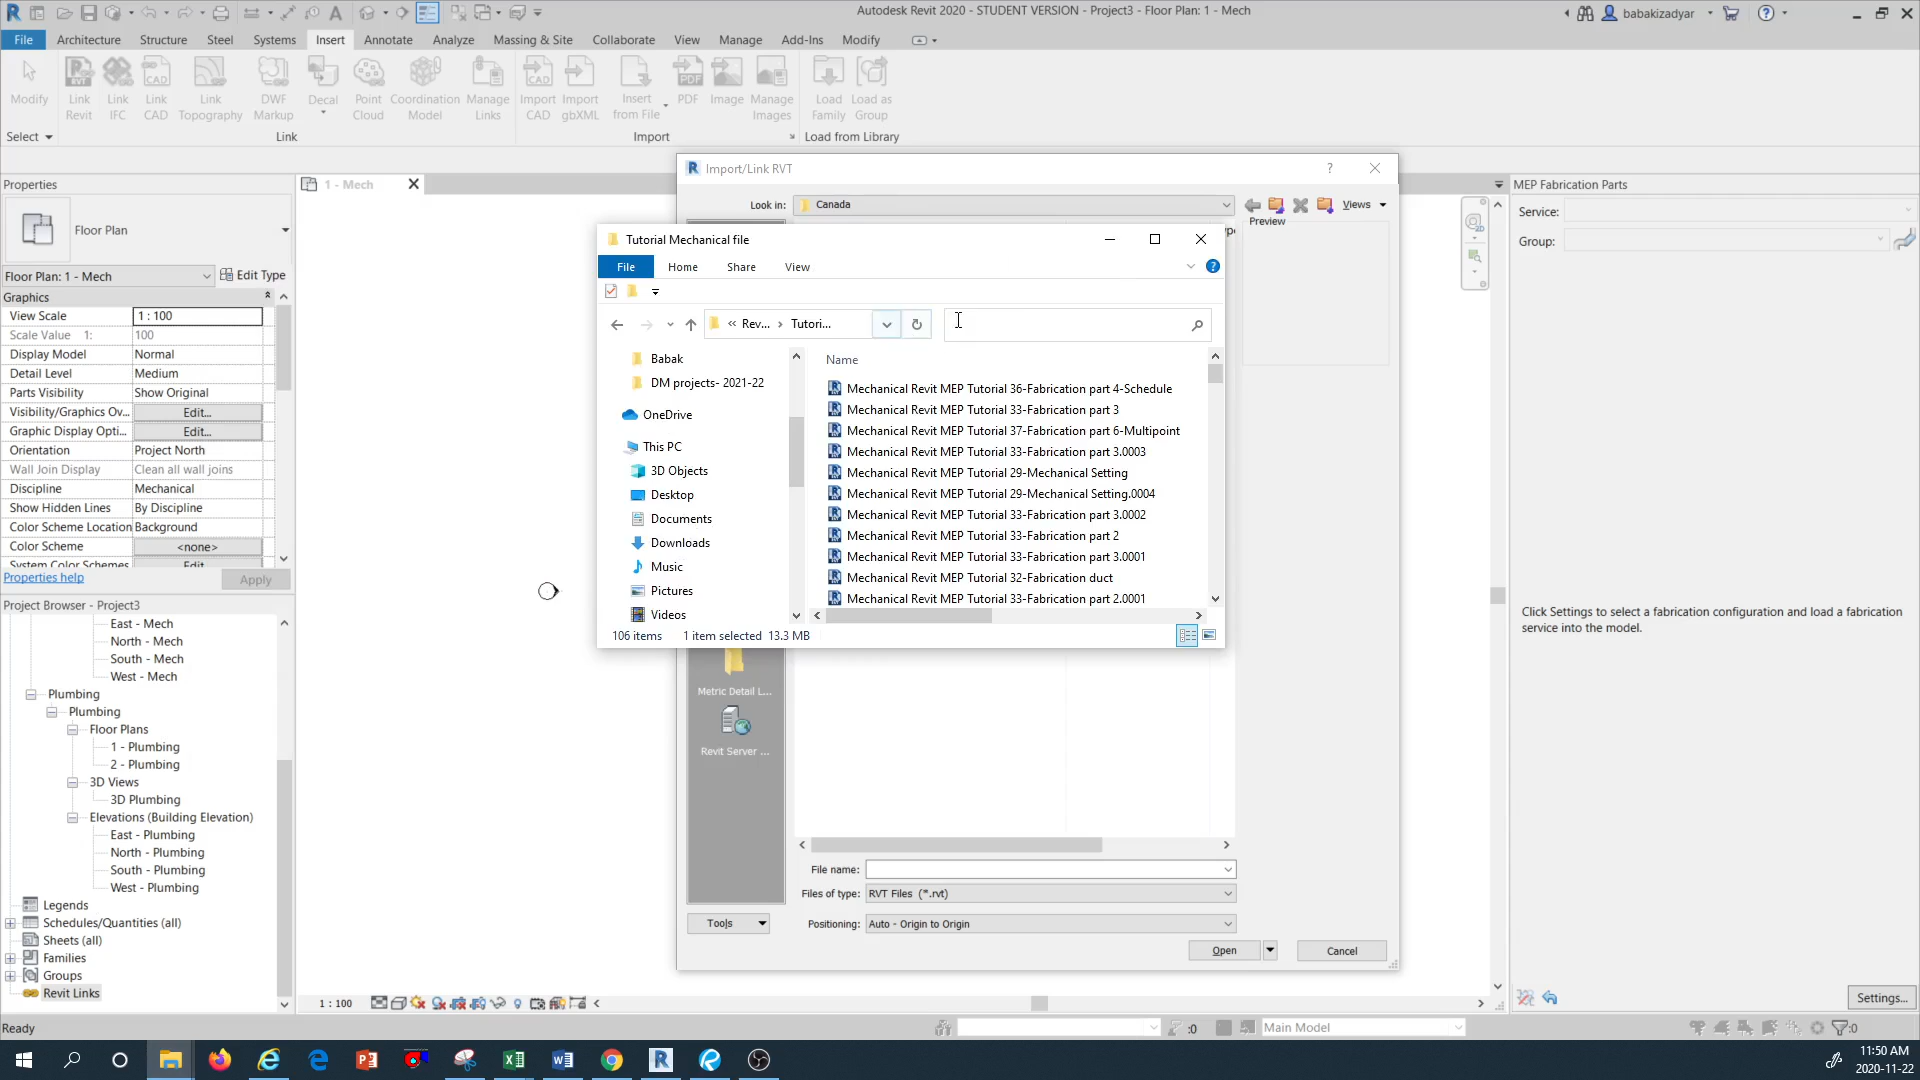 Autodesk Revit 2020 - STUDENT VERSION - Project3 - Floor Plan: 1 - Mech
babakizadyar
File
Architecture
Structure
Steel
Systems
Insert
Annotate
Analyze
Massing & Site
Collaborate
View
Manage
Add-Ins
Modify
Modify
Link Revit
Link IFC
Link CAD
Link Topography
DWF Markup
Decal
Point Cloud
Coordination Model
Manage Links
Import CAD
Import gbXML
Insert from File
PDF
Image
Manage Images
Load Family
Load as Group
Select
Link
Import
Load from Library
Properties
Floor Plan
Floor Plan: 1 - Mech
Edit Type
Graphics
View Scale 1 : 100
Scale Value 1: 100
Display Model Normal
Detail Level Medium
Parts Visibility Show Original
Visibility/Graphics Ov... Edit...
Graphic Display Opti... Edit...
Orientation Project North
Wall Join Display Clean all wall joins
Discipline Mechanical
Show Hidden Lines By Discipline
Color Scheme Location Background
Color Scheme <none>
System Color Schemes Edit...
Properties help
Apply
Project Browser - Project3
East - Mech
North - Mech
South - Mech
West - Mech
Plumbing
Plumbing
Floor Plans
1 - Plumbing
2 - Plumbing
3D Views
3D Plumbing
Elevations (Building Elevation)
East - Plumbing
North - Plumbing
South - Plumbing
West - Plumbing
Legends
Schedules/Quantities (all)
Sheets (all)
Families
Groups
Revit Links
1 - Mech
Import/Link RVT
Look in: Canada
Views
Preview
Tutorial Mechanical file
File
Home
Share
View
« Rev... › Tutori...
Babak
DM projects- 2021-22
OneDrive
This PC
3D Objects
Desktop
Documents
Downloads
Music
Pictures
Videos
Name
Mechanical Revit MEP Tutorial 36-Fabrication part 4-Schedule
Mechanical Revit MEP Tutorial 33-Fabrication part 3
Mechanical Revit MEP Tutorial 37-Fabrication part 6-Multipoint
Mechanical Revit MEP Tutorial 33-Fabrication part 3.0003
Mechanical Revit MEP Tutorial 29-Mechanical Setting
Mechanical Revit MEP Tutorial 29-Mechanical Setting.0004
Mechanical Revit MEP Tutorial 33-Fabrication part 3.0002
Mechanical Revit MEP Tutorial 33-Fabrication part 2
Mechanical Revit MEP Tutorial 33-Fabrication part 3.0001
Mechanical Revit MEP Tutorial 32-Fabrication duct
Mechanical Revit MEP Tutorial 33-Fabrication part 2.0001
106 items 1 item selected 13.3 MB
Metric Detail L...
Revit Server ...
File name:
Files of type: RVT Files (*.rvt)
Tools
Positioning: Auto - Origin to Origin
Open
Cancel
MEP Fabrication Parts
Service:
Group:
Click Settings to select a fabrication configuration and load a fabrication
service into the model.
Settings...
1 : 100
Ready
:0
Main Model
:0
11:50 AM
2020-11-22